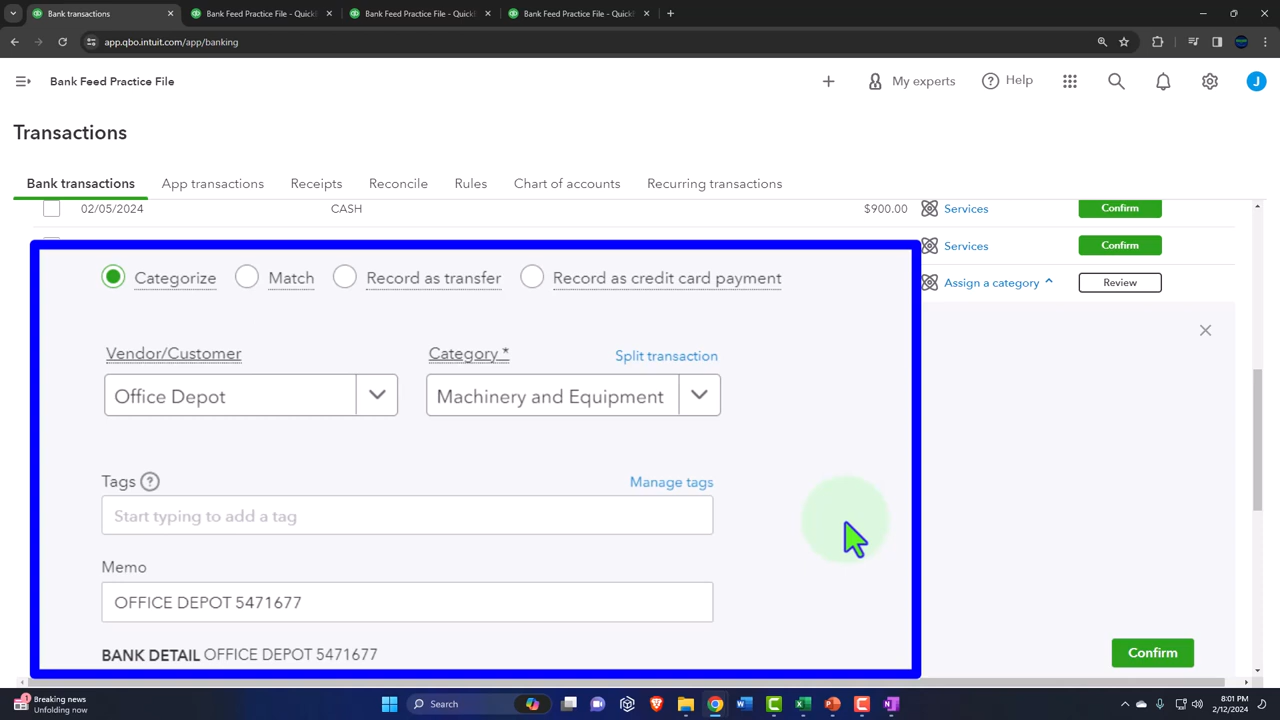 Bank transactions
Bank Feed Practice File - Quick
Bank Feed Practice File - Quick
Bank Feed Practice File - Quick
app.qbo.intuit.com/app/banking
Bank Feed Practice File
My experts
Help
J
Transactions
Bank transactions
App transactions
Receipts
Reconcile
Rules
Chart of accounts
Recurring transactions
02/05/2024 CASH $900.00 Services Confirm
Services Confirm
Assign a category Review
Categorize Match Record as transfer Record as credit card payment
Vendor/Customer Category * Split transaction
Office Depot Machinery and Equipment
Tags ? Manage tags
Start typing to add a tag
Memo
OFFICE DEPOT 5471677
BANK DETAIL OFFICE DEPOT 5471677
Confirm
Breaking news
Unfolding now
Search
8:01 PM
2/12/2024